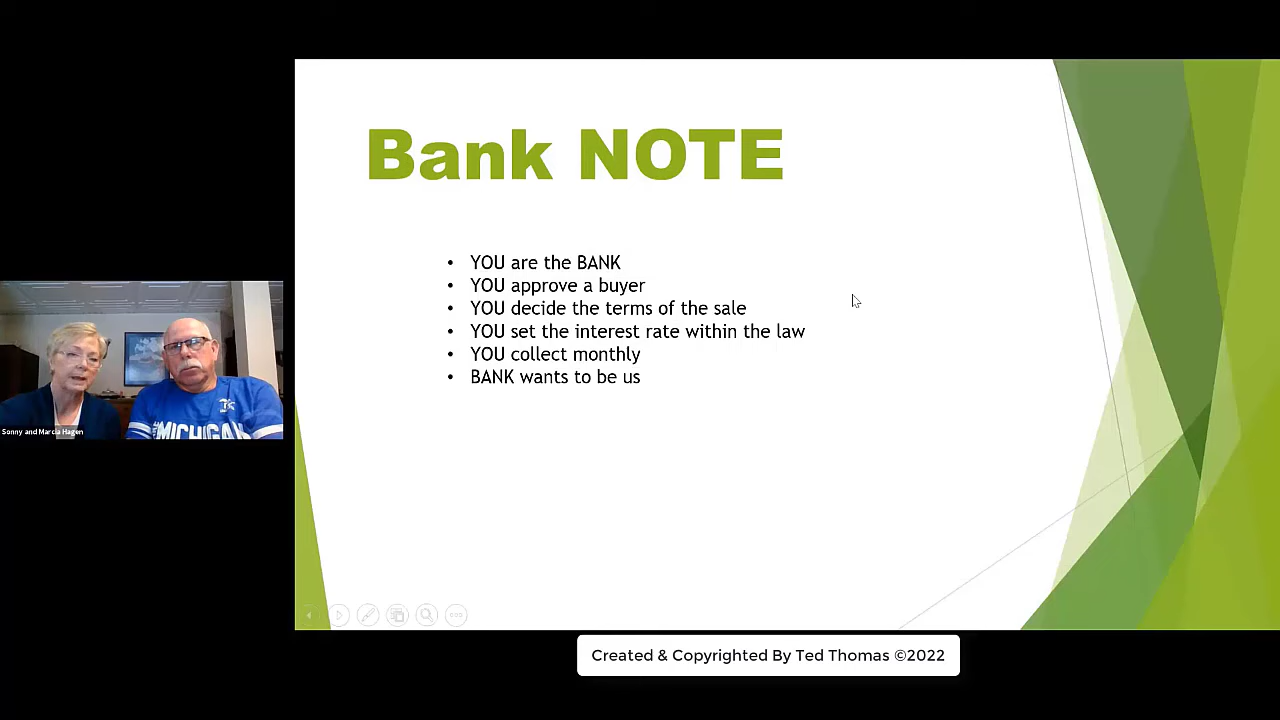 Bank NOTE
• YOU are the BANK
• YOU approve a buyer
• YOU decide the terms of the sale
• YOU set the interest rate within the law
• YOU collect monthly
• BANK wants to be us
MICHIGAN
Sonny and Marcia Hagen
Created & Copyrighted By Ted Thomas ©2022